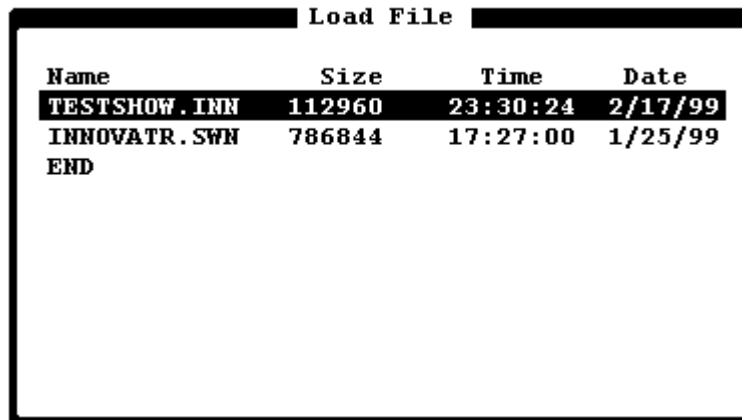 Load File
Name Size Time Date
TESTSHOW.INN 112960 23:30:24 2/17/99
INNOVATR.SWN 786844 17:27:00 1/25/99
END